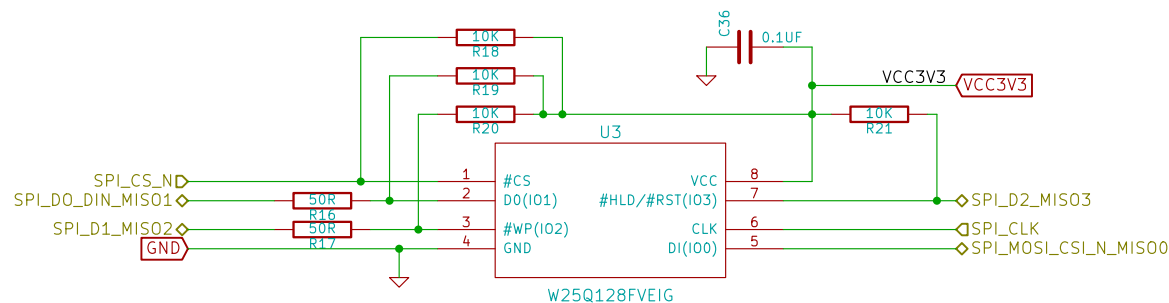 10K
R18
C36
0.1UF
10K
R19
VCC3V3
VCC3V3
10K
R20
10K
R21
U3
SPI_CS_N
1
#CS
VCC
8
SPI_DO_DIN_MISO1
50R
R16
2
DO(IO1)
#HLD/#RST(IO3)
7
SPI_D2_MISO3
SPI_D1_MISO2
50R
R17
3
#WP(IO2)
CLK
6
SPI_CLK
GND
4
GND
DI(IO0)
5
SPI_MOSI_CSI_N_MISO0
W25Q128FVEIG